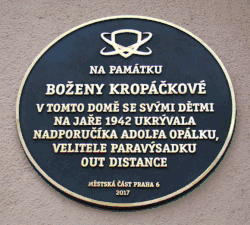 NA PAMÁTKU
BOŽENY KROPÁČKOVÉ
V TOMTO DOMĚ SE SVÝMI DĚTMI
NA JAŘE 1942 UKRÝVALA
NADPORUČÍKA ADOLFA OPÁLKU,
VELITELE PARAVÝSADKU
OUT DISTANCE
MĚSTSKÁ ČÁST PRAHA 6
2017